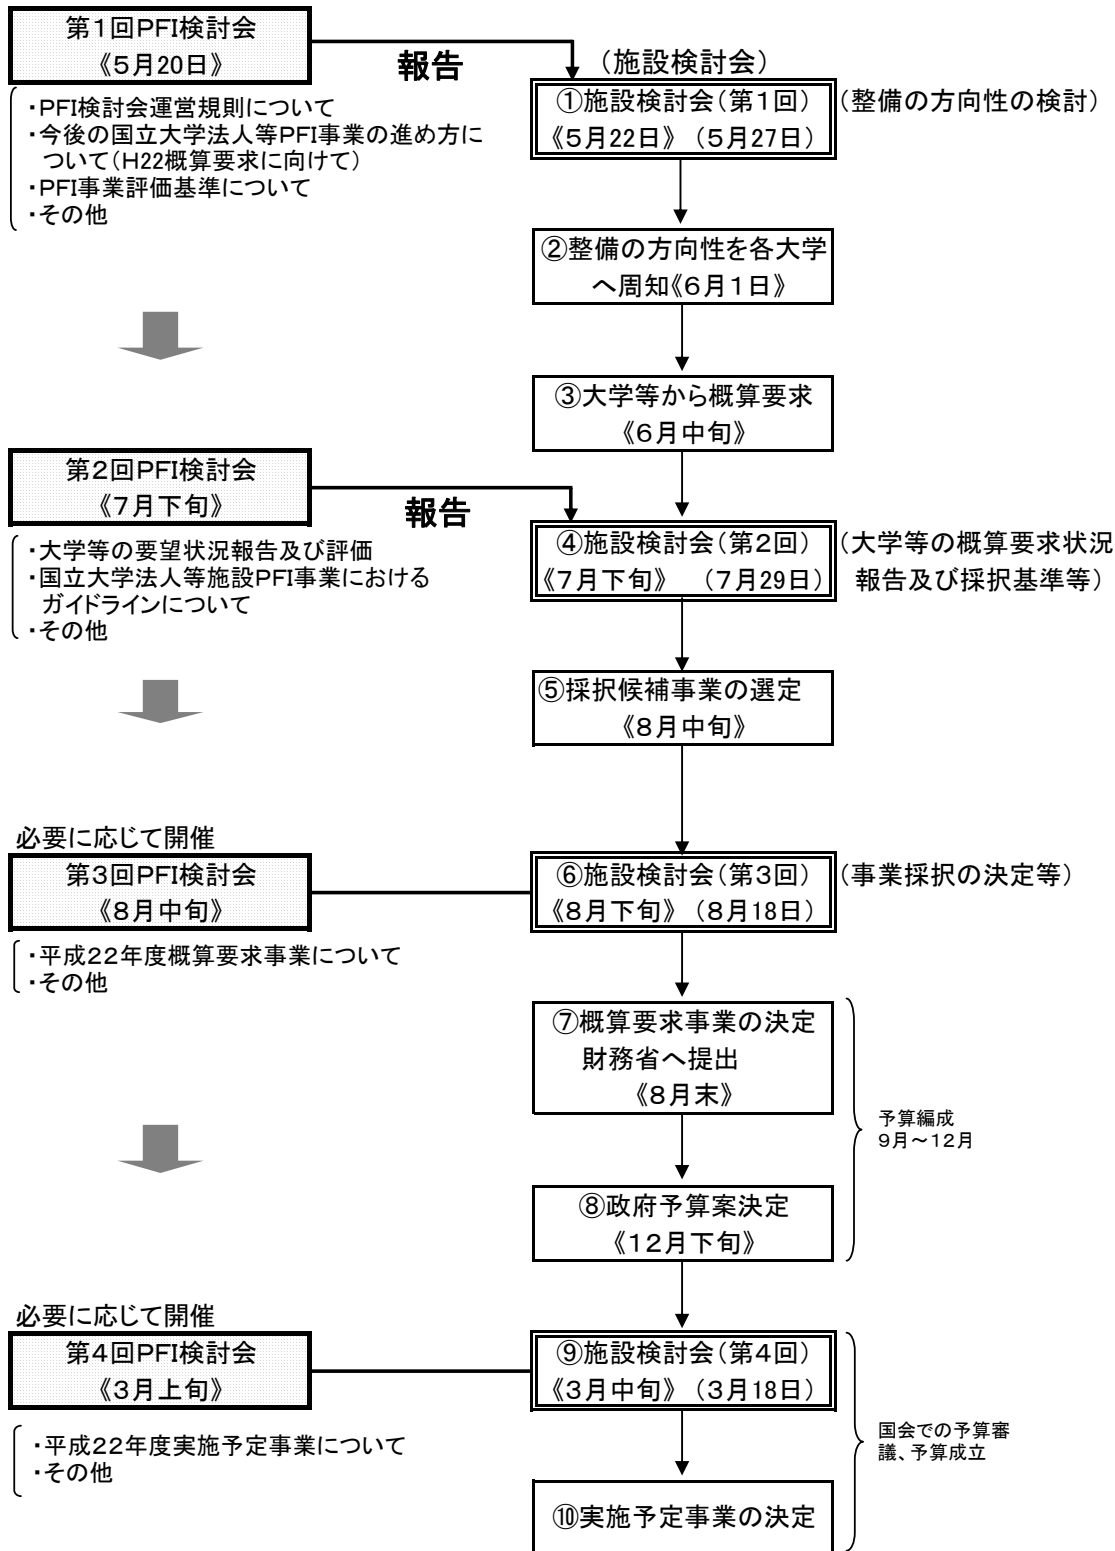 第1回PFI検討会
《5月20日》
・PFI検討会運営規則について
・今後の国立大学法人等PFI事業の進め方に
ついて(H22概算要求に向けて)
・PFI事業評価基準について
・その他
報告
(施設検討会)
①施設検討会(第1回)
《5月22日》 (5月27日)
(整備の方向性の検討)
②整備の方向性を各大学
へ周知《6月1日》
③大学等から概算要求
《6月中旬》
第2回PFI検討会
《7月下旬》
・大学等の要望状況報告及び評価
・国立大学法人等施設PFI事業における
ガイドラインについて
・その他
報告
④施設検討会(第2回)
《7月下旬》 (7月29日)
(大学等の概算要求状況
報告及び採択基準等)
⑤採択候補事業の選定
《8月中旬》
必要に応じて開催
第3回PFI検討会
《8月中旬》
・平成22年度概算要求事業について
・その他
⑥施設検討会(第3回)
《8月下旬》 (8月18日)
(事業採択の決定等)
⑦概算要求事業の決定
財務省へ提出
《8月末》
⑧政府予算案決定
《12月下旬》
予算編成
9月~12月
必要に応じて開催
第4回PFI検討会
《3月上旬》
・平成22年度実施予定事業について
・その他
⑨施設検討会(第4回)
《3月中旬》 (3月18日)
⑩実施予定事業の決定
国会での予算審
議、予算成立